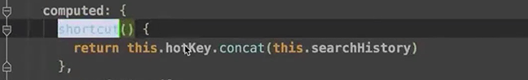 computed: {
shortcut() {
return this.hotKey.concat(this.searchHistory)
},